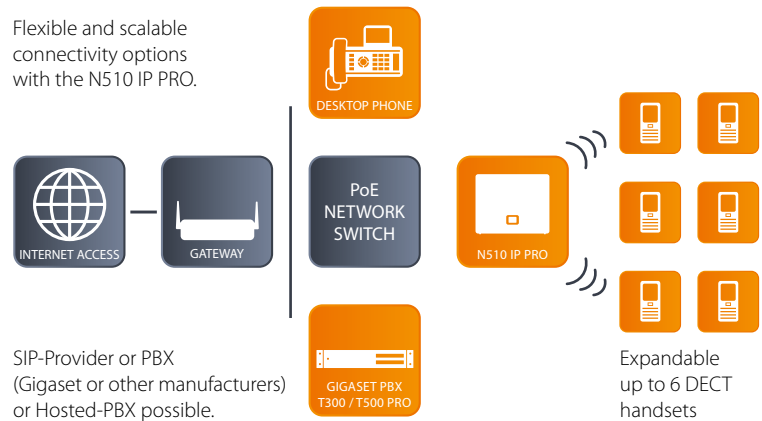 Flexible and scalable
connectivity options
with the N510 IP PRO.
DESKTOP PHONE
INTERNET ACCESS
GATEWAY
PoE
NETWORK
SWITCH
N510 IP PRO
SIP-Provider or PBX
(Gigaset or other manufacturers)
or Hosted-PBX possible.
GIGASET PBX
T300 / T500 PRO
Expandable
up to 6 DECT
handsets